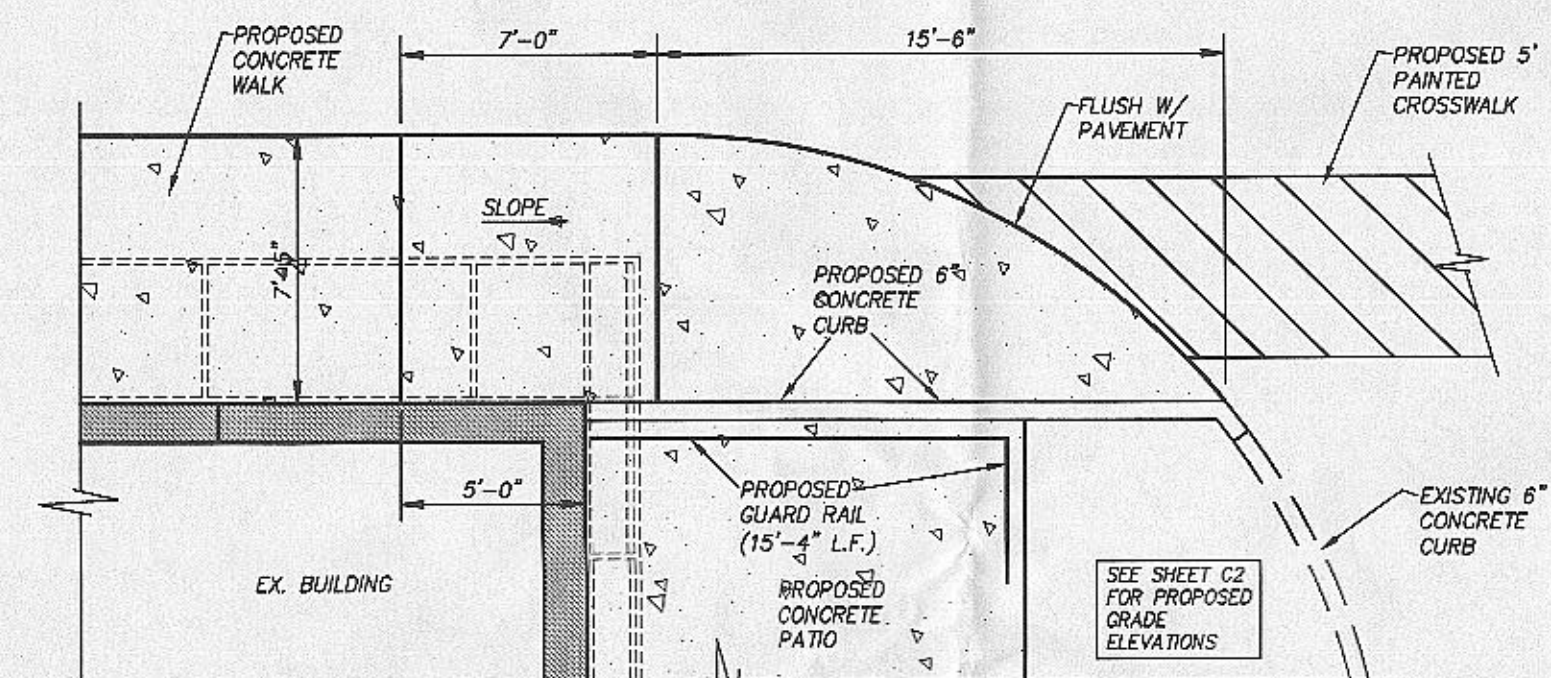 PROPOSED
CONCRETE
WALK
7'-0"
15'-6"
PROPOSED 5'
PAINTED
CROSSWALK
FLUSH W/
PAVEMENT
SLOPE
7'45"
PROPOSED 6"
CONCRETE
CURB
5'-0"
PROPOSED
GUARD RAIL
(15'-4" L.F.)
EXISTING 6"
CONCRETE
CURB
EX. BUILDING
PROPOSED
CONCRETE
PATIO
SEE SHEET C2
FOR PROPOSED
GRADE
ELEVATIONS